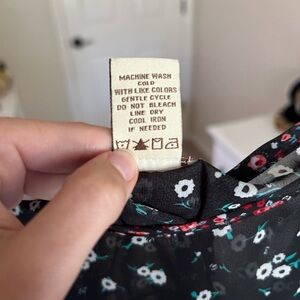 MACHINE WASH
COLD
WITH LIKE COLORS
GENTLE CYCLE
DO NOT BLEACH
LINE DRY
COOL IRON
IF NEEDED